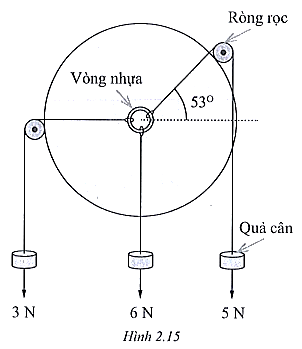 Ròng rọc
Vòng nhựa
53°
Quả cân
3 N
6 N
5 N
Hình 2.15